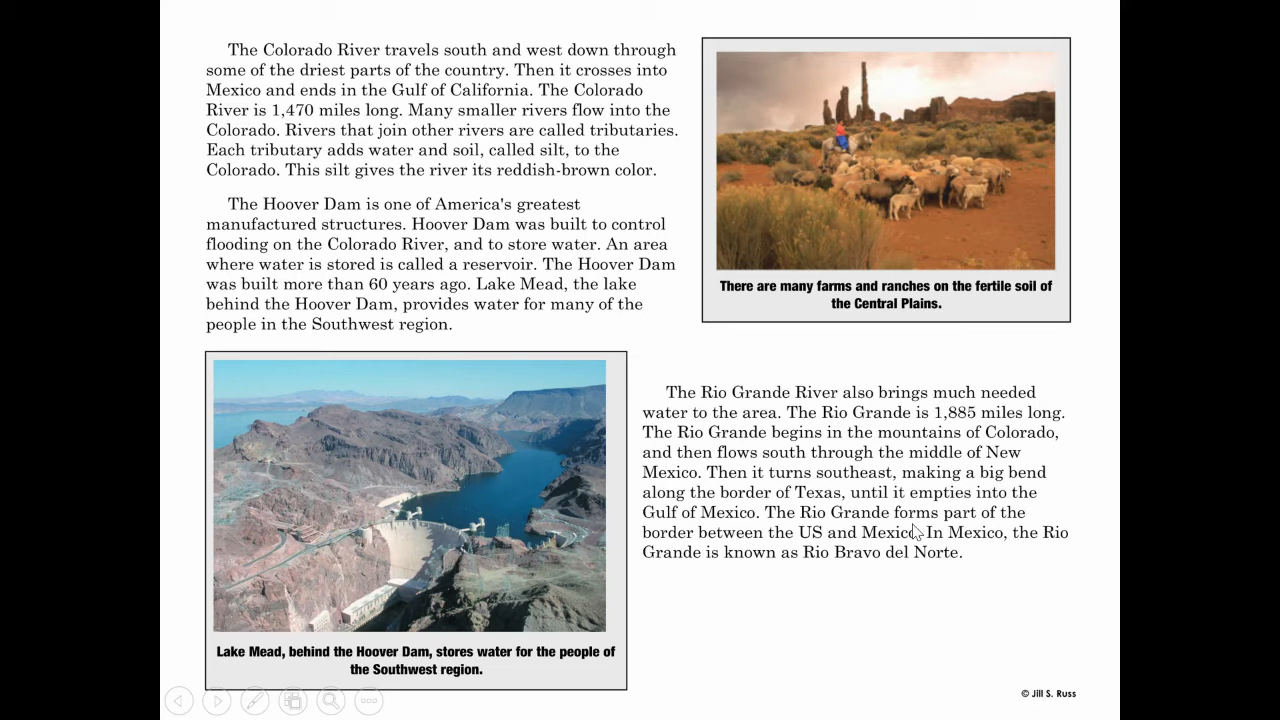 The Colorado River travels south and west down through
some of the driest parts of the country. Then it crosses into
Mexico and ends in the Gulf of California. The Colorado
River is 1,470 miles long. Many smaller rivers flow into the
Colorado. Rivers that join other rivers are called tributaries.
Each tributary adds water and soil, called silt, to the
Colorado. This silt gives the river its reddish-brown color.
The Hoover Dam is one of America's greatest
manufactured structures. Hoover Dam was built to control
flooding on the Colorado River, and to store water. An area
where water is stored is called a reservoir. The Hoover Dam
was built more than 60 years ago. Lake Mead, the lake
behind the Hoover Dam, provides water for many of the
people in the Southwest region.
There are many farms and ranches on the fertile soil of
the Central Plains.
Lake Mead, behind the Hoover Dam, stores water for the people of
the Southwest region.
The Rio Grande River also brings much needed
water to the area. The Rio Grande is 1,885 miles long.
The Rio Grande begins in the mountains of Colorado,
and then flows south through the middle of New
Mexico. Then it turns southeast, making a big bend
along the border of Texas, until it empties into the
Gulf of Mexico. The Rio Grande forms part of the
border between the US and Mexico. In Mexico, the Rio
Grande is known as Rio Bravo del Norte.
© Jill S. Russ